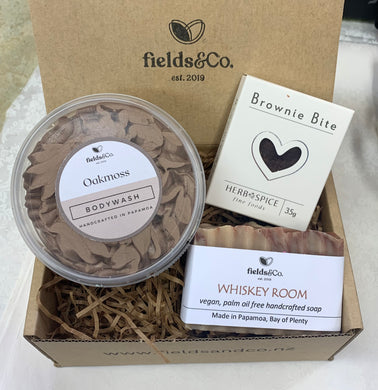 fields&Co.
est. 2019
Brownie Bite
HERB+SPICE
fine foods
35g
fields&Co.
Oakmoss
BODYWASH
HANDCRAFTED IN PAPAMOA
fields&Co.
est. 2019
WHISKEY ROOM
vegan, palm oil free handcrafted soap
Made in Papamoa, Bay of Plenty
www.fieldsandco.nz